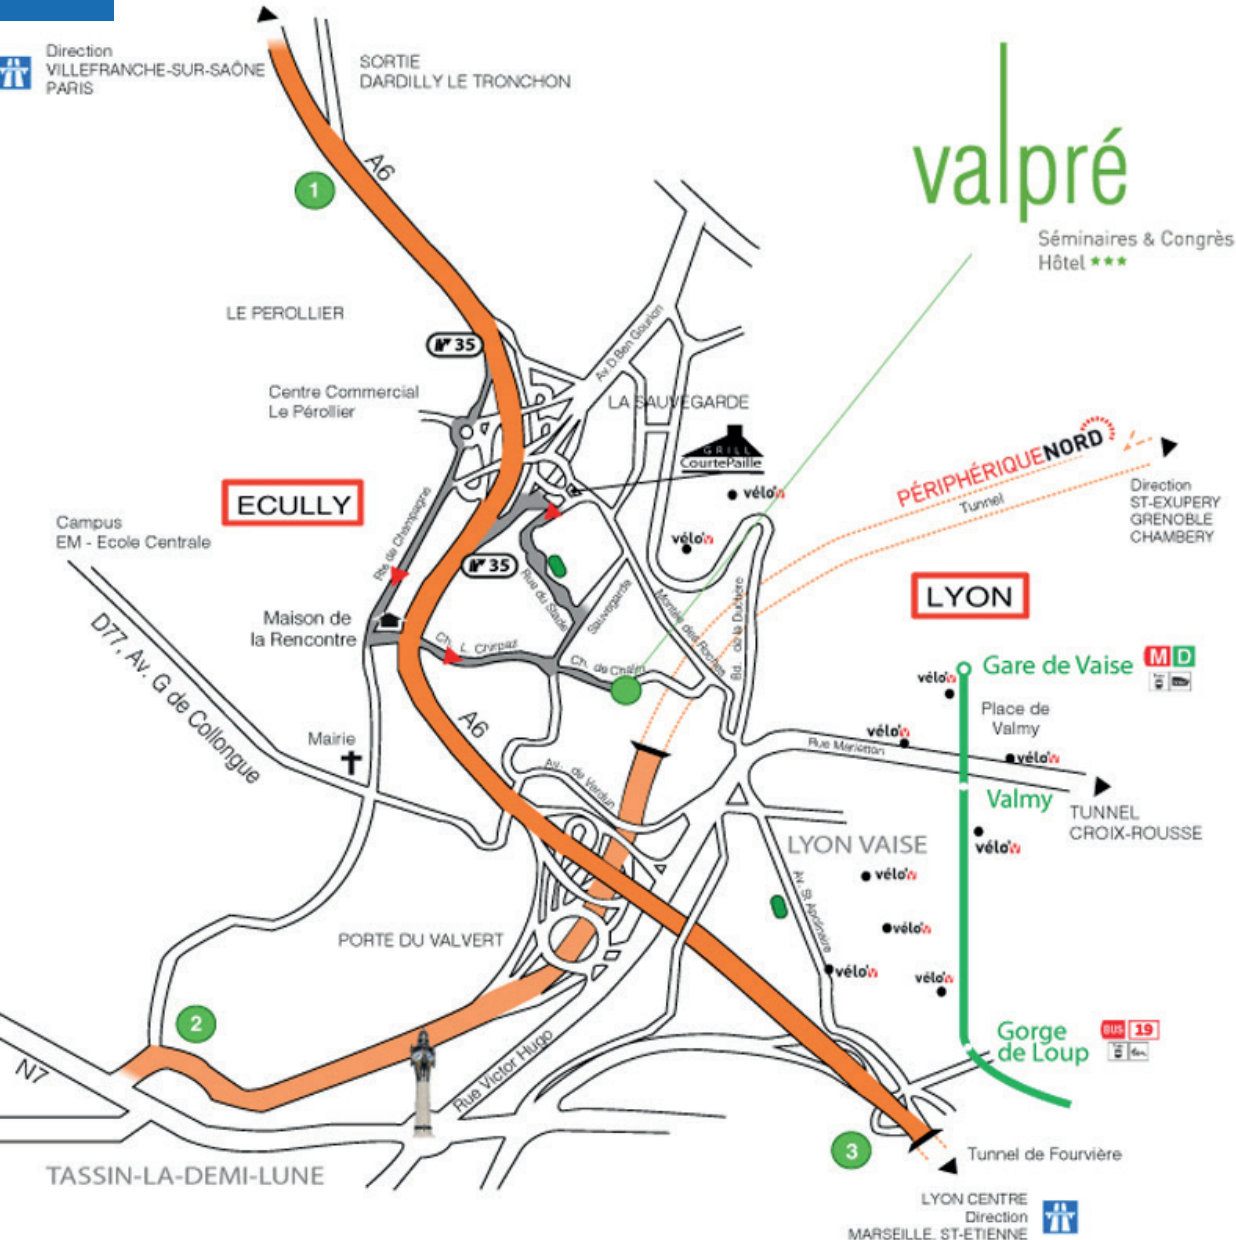 Direction
VILLEFRANCHE-SUR-SAÔNE
PARIS
SORTIE
DARDILLY LE TRONCHON
A6
1
valpré
Séminaires & Congrès
Hôtel ***
LE PEROLLIER
N° 35
Av. D.Ben Gourion
Centre Commercial
Le Pérollier
LA SAUVEGARDE
GRILL
CourtePaille
PÉRIPHÉRIQUE NORD
Tunnel
Direction
ST-EXUPERY
GRENOBLE
CHAMBERY
ECULLY
vélo'v
vélo'v
Campus
EM - Ecole Centrale
Rte de Champagne
N° 35
Rue du Stade
Sauvegarde
Montée des Roches
Bd. de la Duchère
LYON
Maison de
la Rencontre
Ch. L. Chirpaz
Ch. de Chalin
D77, Av. G de Collongue
vélo'v
Gare de Vaise
M D
Place de
Valmy
A6
Mairie
vélo'v
Rue Marietton
vélo'v
Av. de Verdun
Valmy
TUNNEL
CROIX-ROUSSE
LYON VAISE
vélo'v
vélo'v
Av. St Apolinaire
vélo'v
PORTE DU VALVERT
vélo'v
vélo'v
2
Gorge
de Loup
BUS 19
N7
Rue Victor Hugo
3
Tunnel de Fourvière
TASSIN-LA-DEMI-LUNE
LYON CENTRE
Direction
MARSEILLE, ST-ETIENNE